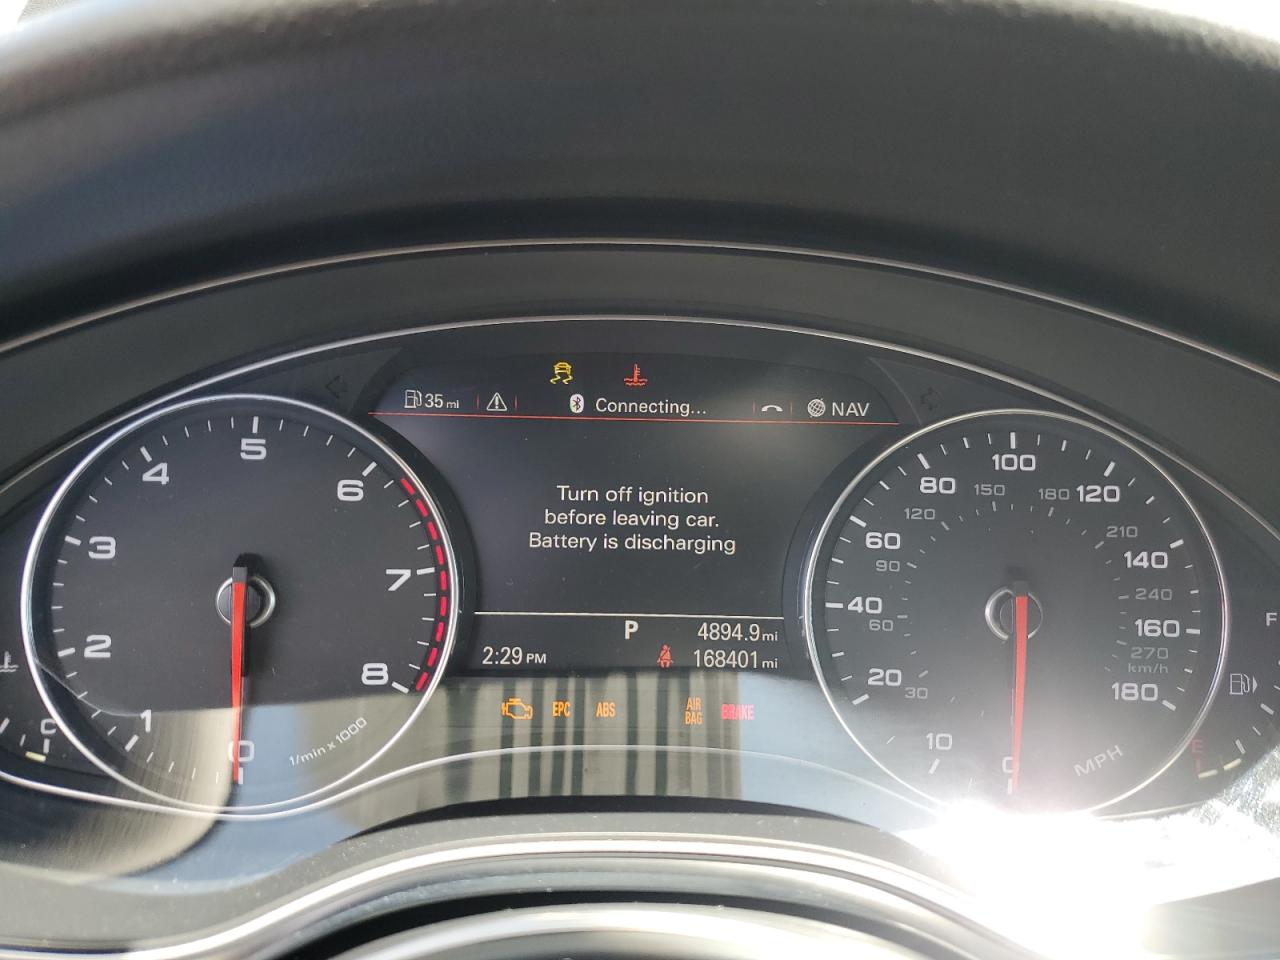 35 mi
Connecting...
NAV
Turn off ignition
before leaving car.
Battery is discharging
P
4894.9 mi
2:29 PM
168401 mi
EPC
ABS
AIR
BAG
BRAKE
0
1
2
3
4
5
6
7
8
1/min x 1000
C
0
10
20
40
60
80
100
120
140
160
180
30
60
90
120
150
180
210
240
270
km/h
MPH
F
E